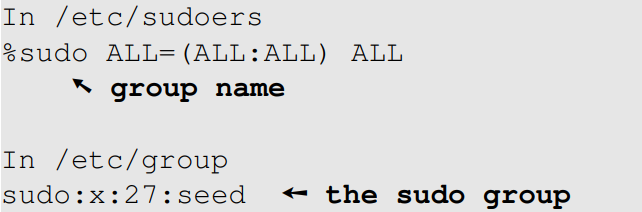 In /etc/sudoers
%sudo ALL=(ALL:ALL) ALL
group name
In /etc/group
sudo:x:27:seed the sudo group